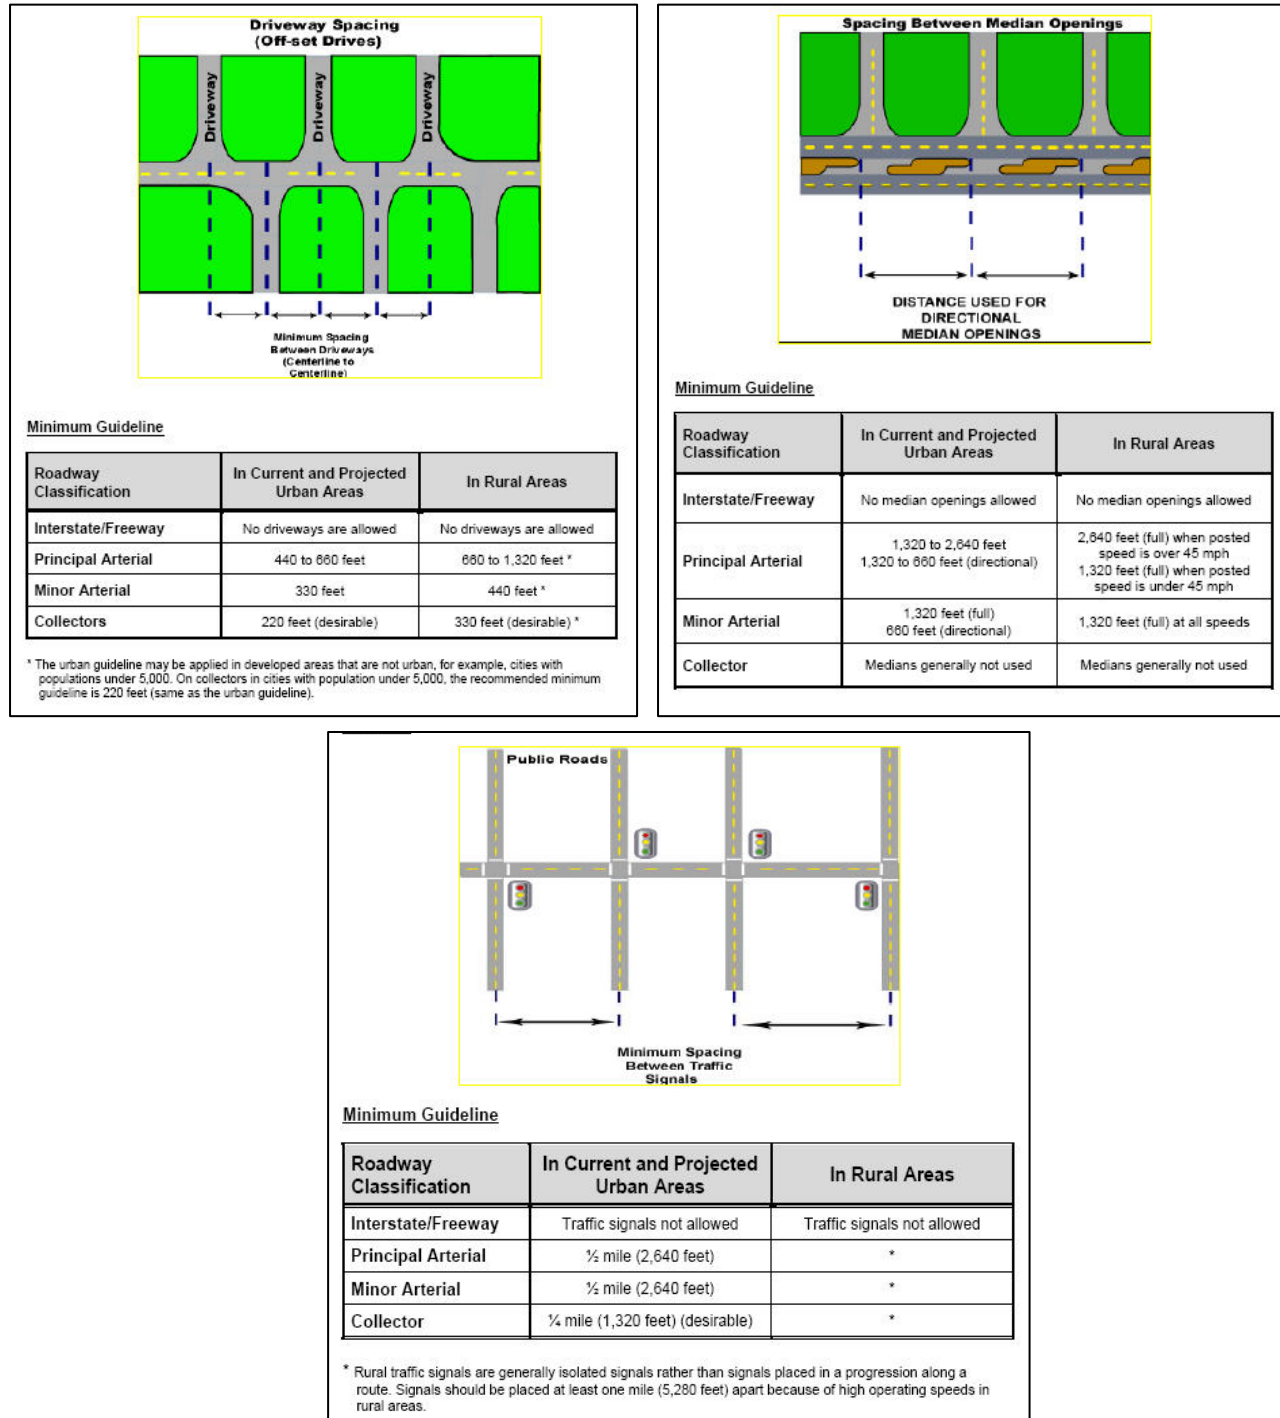 Driveway Spacing
(Off-set Drives)
Driveway
Driveway
Driveway
Minimum Spacing
Between Driveways
(Centerline to
Centerline)
Minimum Guideline
Roadway
Classification
In Current and Projected
Urban Areas
In Rural Areas
Interstate/Freeway
No driveways are allowed
No driveways are allowed
Principal Arterial
440 to 660 feet
660 to 1,320 feet *
Minor Arterial
330 feet
440 feet *
Collectors
220 feet (desirable)
330 feet (desirable) *
* The urban guideline may be applied in developed areas that are not urban, for example, cities with
populations under 5,000. On collectors in cities with population under 5,000, the recommended minimum
guideline is 220 feet (same as the urban guideline).
Spacing Between Median Openings
DISTANCE USED FOR
DIRECTIONAL
MEDIAN OPENINGS
Minimum Guideline
Roadway
Classification
In Current and Projected
Urban Areas
In Rural Areas
Interstate/Freeway
No median openings allowed
No median openings allowed
Principal Arterial
1,320 to 2,640 feet
1,320 to 660 feet (directional)
2,640 feet (full) when posted
speed is over 45 mph
1,320 feet (full) when posted
speed is under 45 mph
Minor Arterial
1,320 feet (full)
660 feet (directional)
1,320 feet (full) at all speeds
Collector
Medians generally not used
Medians generally not used
Public Roads
Minimum Spacing
Between Traffic
Signals
Minimum Guideline
Roadway
Classification
In Current and Projected
Urban Areas
In Rural Areas
Interstate/Freeway
Traffic signals not allowed
Traffic signals not allowed
Principal Arterial
½ mile (2,640 feet)
*
Minor Arterial
½ mile (2,640 feet)
*
Collector
¼ mile (1,320 feet) (desirable)
*
* Rural traffic signals are generally isolated signals rather than signals placed in a progression along a
route. Signals should be placed at least one mile (5,280 feet) apart because of high operating speeds in
rural areas.